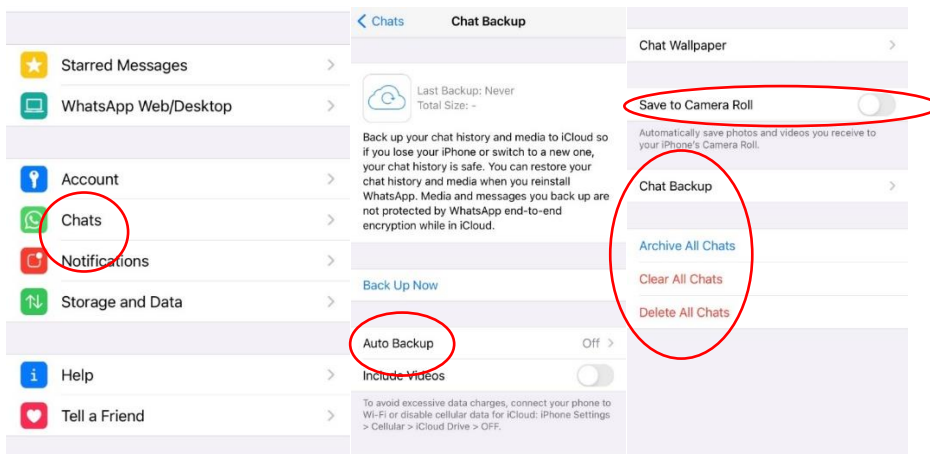 Starred Messages
WhatsApp Web/Desktop
Account
Chats
Notifications
Storage and Data
Help
Tell a Friend
Chats
Chat Backup
Last Backup: Never
Total Size: -
Back up your chat history and media to iCloud so
if you lose your iPhone or switch to a new one,
your chat history is safe. You can restore your
chat history and media when you reinstall
WhatsApp. Media and messages you back up are
not protected by WhatsApp end-to-end
encryption while in iCloud.
Back Up Now
Auto Backup Off
Include Videos
To avoid excessive data charges, connect your phone to
Wi-Fi or disable cellular data for iCloud: iPhone Settings
> Cellular > iCloud Drive > OFF.
Chat Wallpaper
Save to Camera Roll
Automatically save photos and videos you receive to
your iPhone's Camera Roll.
Chat Backup
Archive All Chats
Clear All Chats
Delete All Chats